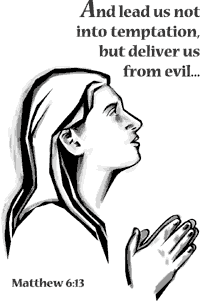 And lead us not
into temptation,
but deliver us
from evil...
Matthew 6:13